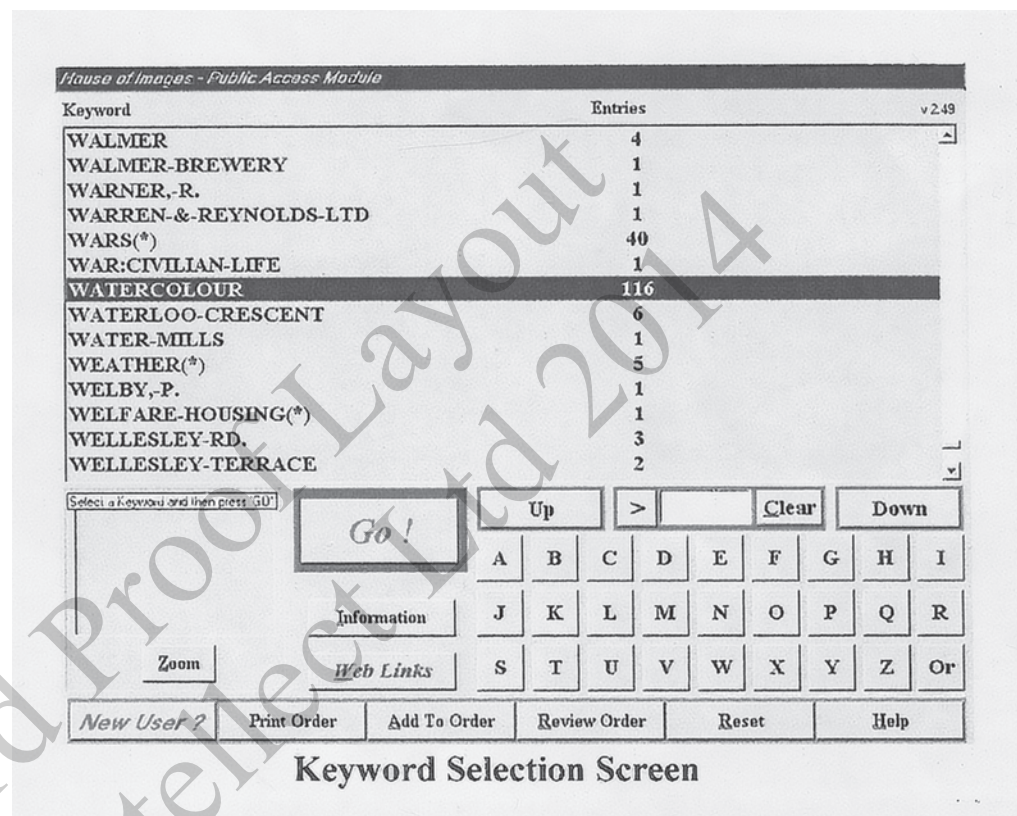 House of Images - Public Access Module
Keyword Entries v 2.49
WALMER 4
WALMER-BREWERY 1
WARNER,-R. 1
WARREN-&-REYNOLDS-LTD 1
WARS(*) 40
WAR:CIVILIAN-LIFE 1
WATERCOLOUR 116
WATERLOO-CRESCENT 6
WATER-MILLS 1
WEATHER(*) 5
WELBY,-P. 1
WELFARE-HOUSING(*) 1
WELLESLEY-RD. 3
WELLESLEY-TERRACE 2
Select a Keyword and then press 'GO'
Go !
Up > Clear Down
A B C D E F G H I
Information J K L M N O P Q R
Zoom Web Links S T U V W X Y Z Or
New User ? Print Order Add To Order Review Order Reset Help
Keyword Selection Screen
Proof Layout
Ltd 2014